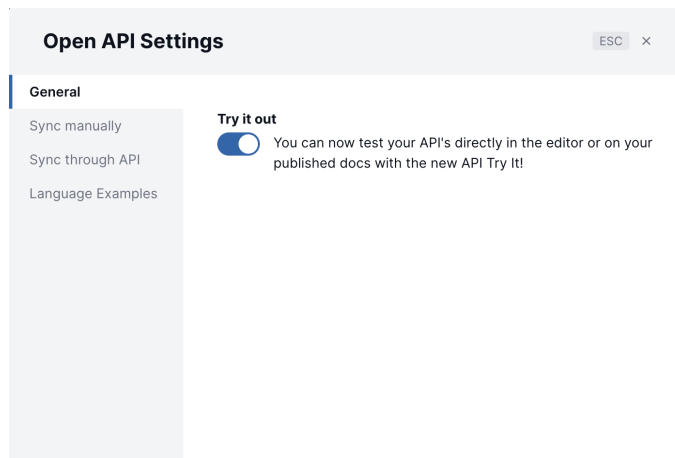 Open API Settings
ESC ×
General
Sync manually
Sync through API
Language Examples
Try it out
You can now test your API's directly in the editor or on your
published docs with the new API Try It!